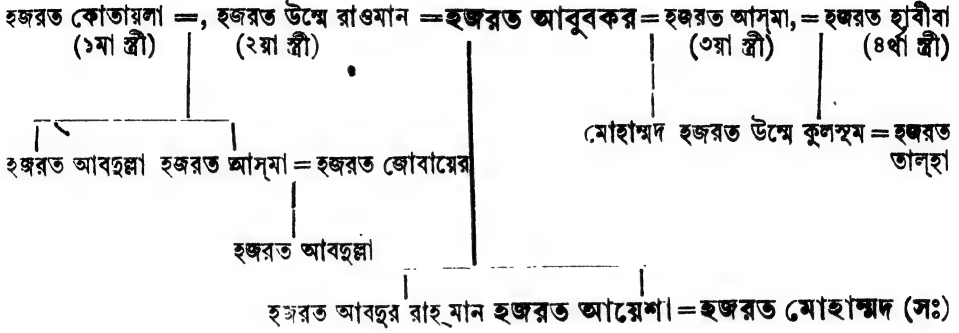 হজরত কোতায়লা =, হজরত উম্মে রাওমান = হজরত আবুবকর = হজরত আস্‌মা, = হজরত হাবীবা
(১মা স্ত্রী) (২য়া স্ত্রী) (৩য়া স্ত্রী) (৪র্থা স্ত্রী)
মোহাম্মদ হজরত উম্মে কুলসুম = হজরত
তাল্‌হা
হজরত আবদুল্লা হজরত আস্‌মা = হজরত জোবায়ের
হজরত আবদুল্লা
হজরত আবদুর রাহ্‌মান হজরত আয়েশা = হজরত মোহাম্মদ (সঃ)